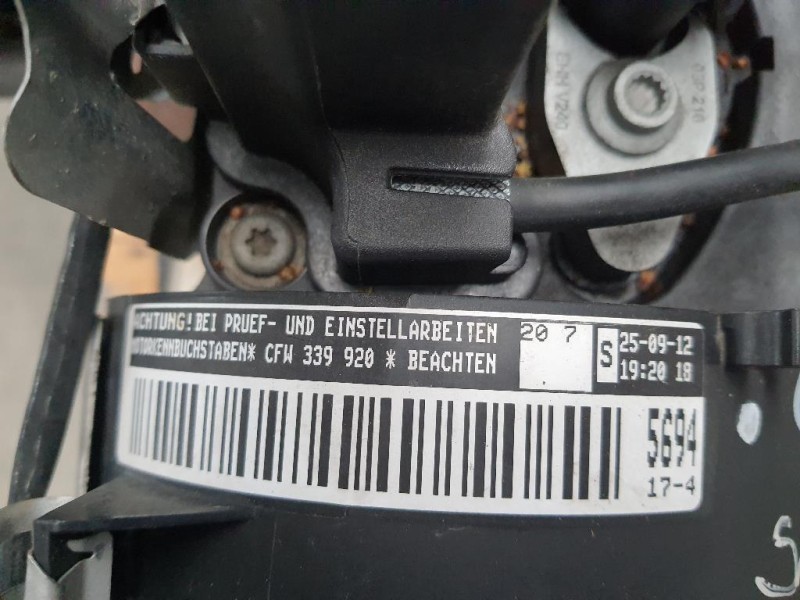 ACHTUNG! BEI PRUEF- UND EINSTELLARBEITEN
MOTORKENNBUCHSTABEN* CFW 339 920 * BEACHTEN
20 7
S
25-09-12
19:20 18
5694
17-4
S